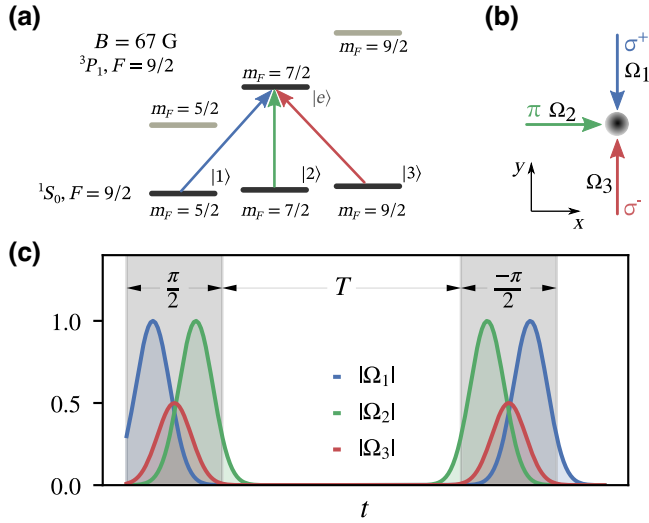 (a)
B = 67 G
³P₁, F = 9/2
m_F = 9/2
m_F = 7/2
|e⟩
m_F = 5/2
|1⟩
|2⟩
|3⟩
¹S₀, F = 9/2
m_F = 5/2
m_F = 7/2
m_F = 9/2
(b)
σ⁺
Ω₁
π Ω₂
Ω₃
y
x
σ⁻
(c)
π/2
T
−π/2
1.0
0.5
0.0
|Ω₁|
|Ω₂|
|Ω₃|
t